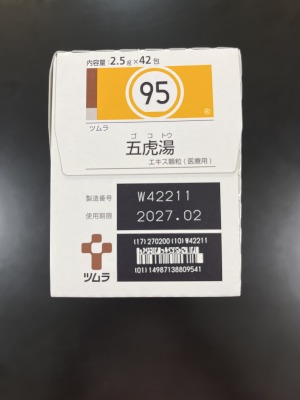 内容量：2.5g×42包
95
ツムラ
ゴコトウ
五虎湯
エキス顆粒（医療用）
製造番号 W42211
使用期限 2027.02
(17)270200(10)W42211
(01)14987138809541
ツムラ